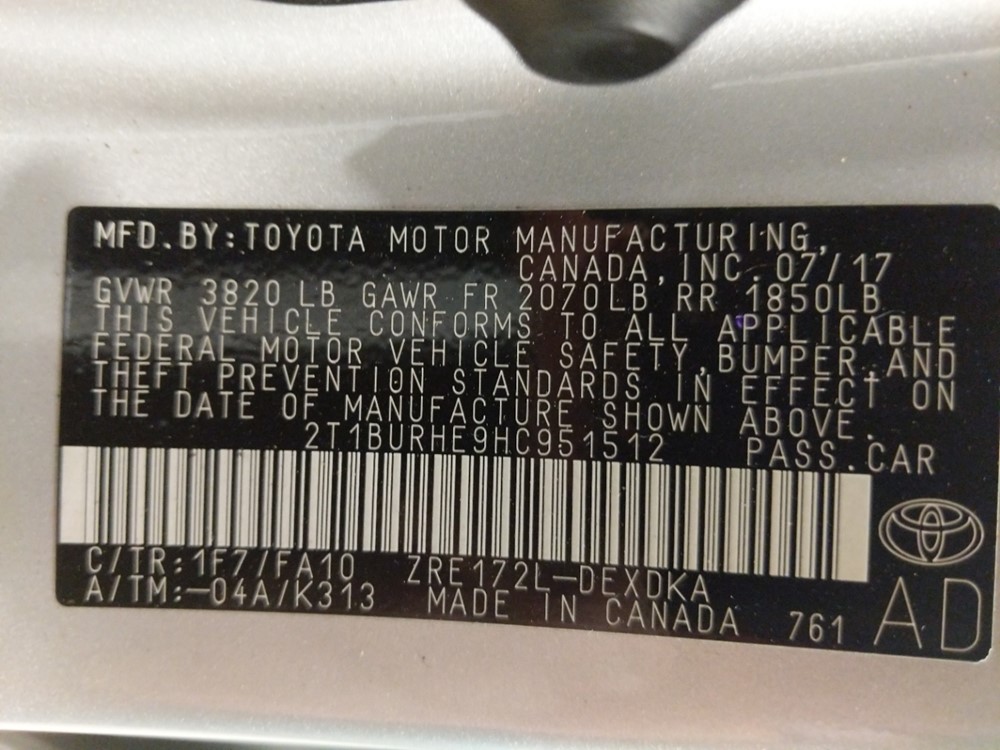 MFD.BY:TOYOTA MOTOR MANUFACTURING,
CANADA, INC. 07/17
GVWR 3820 LB GAWR FR 2070LB RR 1850LB
THIS VEHICLE CONFORMS TO ALL APPLICABLE
FEDERAL MOTOR VEHICLE SAFETY,BUMPER,AND
THEFT PREVENTION STANDARDS IN EFFECT ON
THE DATE OF MANUFACTURE SHOWN ABOVE.
2T1BURHE9HC951512 PASS.CAR
C/TR:1F7/FA10 ZRE172L-DEXDKA
A/TM:-04A/K313 MADE IN CANADA 761 AD